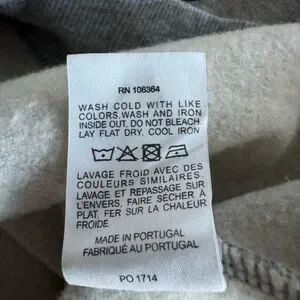 RN 106364
WASH COLD WITH LIKE
COLORS, WASH AND IRON
INSIDE OUT, DO NOT BLEACH
LAY FLAT DRY, COOL IRON
LAVAGE FROID AVEC DES
COULEURS SIMILAIRES.
LAVAGE ET REPASSAGE SUR
L'ENVERS, FAIRE SÉCHER À
PLAT, FER SUR LA CHALEUR
FROIDE
MADE IN PORTUGAL
FABRIQUÉ AU PORTUGAL
PO 1714